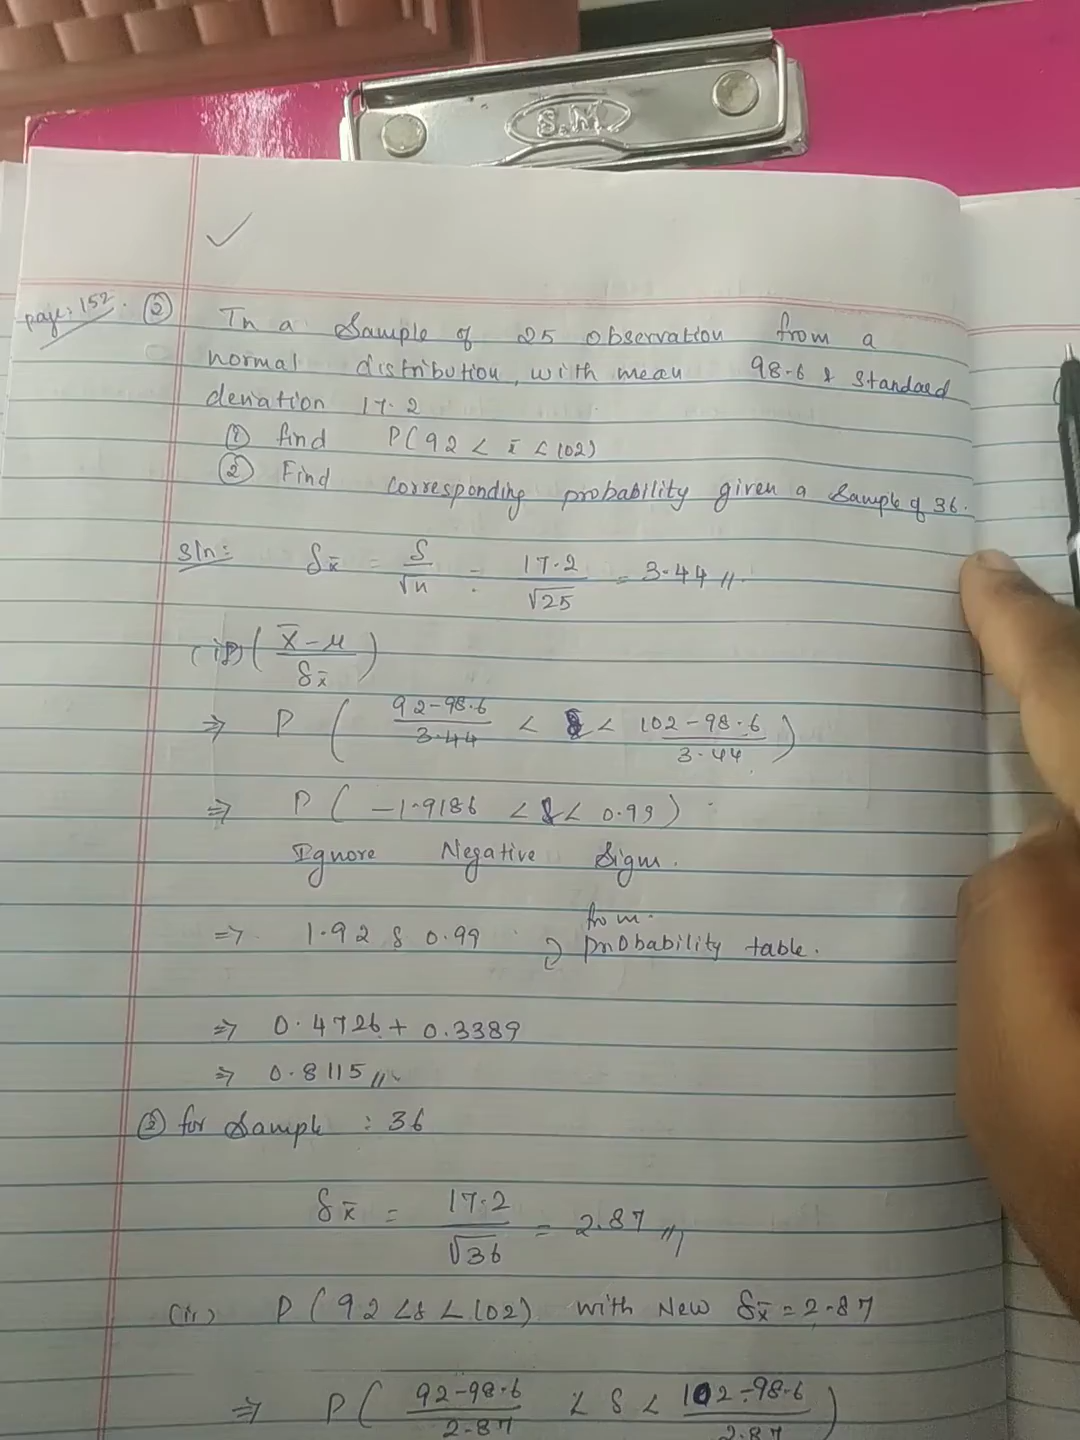 S.M.
page: 152. ② In a Sample of 25 observation from a
normal distribution, with mean 98.6 & standard
deviation 17.2
① find P(92 < x̄ < 102)
② Find corresponding probability given a sample of 36.
Sln: δx̄ = δ/√n = 17.2/√25 = 3.44 //.
(i) P((x̄-μ)/δx̄)
⇒ P((92-98.6)/3.44 < < (102-98.6)/3.44)
⇒ P(-1.9186 < < 0.99)
Ignore Negative Sign.
⇒ 1.92 & 0.99 from probability table.
⇒ 0.4726 + 0.3389
⇒ 0.8115 //
② for Sample : 36
δx̄ = 17.2/√36 = 2.87 //
(ii) P(92 < δ < 102) with New δx̄ = 2.87
⇒ P((92-98.6)/2.87 < δ < (102-98.6)/2.87)